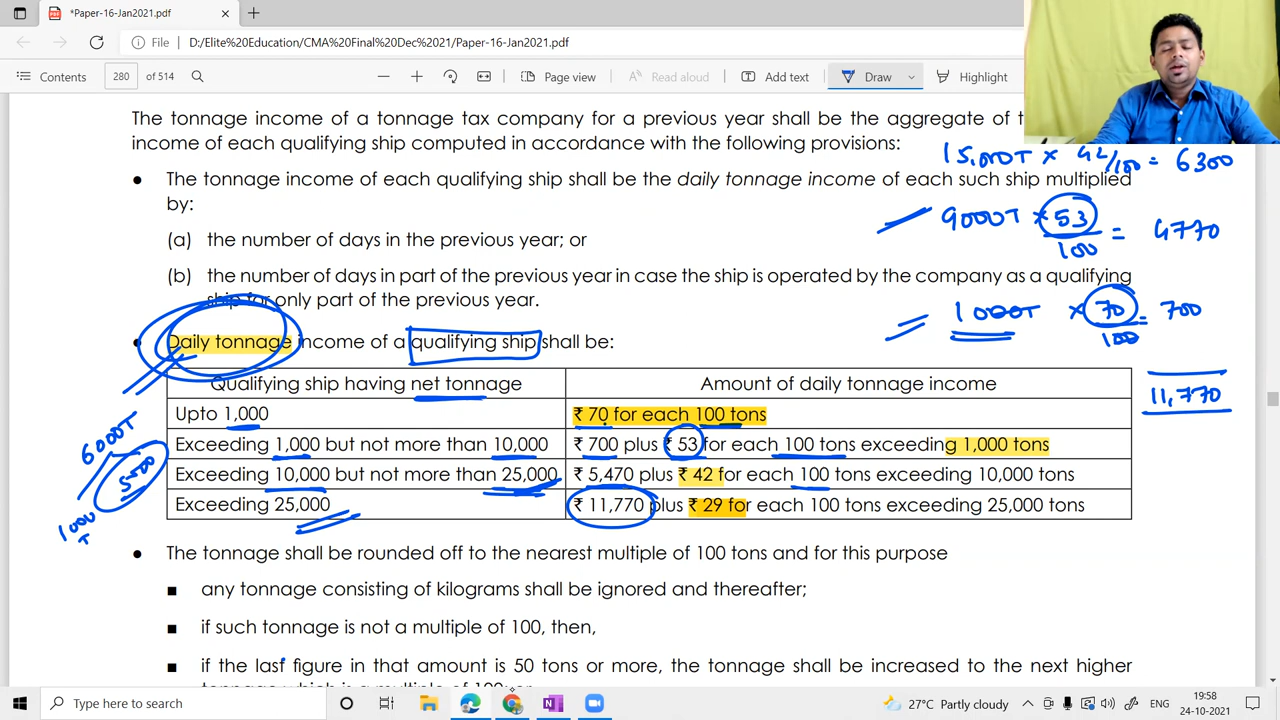 *Paper-16-Jan2021.pdf
File
D:/Elite%20Education/CMA%20Final%20Dec%2021/Paper-16-Jan2021.pdf
Contents 280 of 514 Page view Read aloud Add text Draw Highlight
The tonnage income of a tonnage tax company for a previous year shall be the aggregate of t
income of each qualifying ship computed in accordance with the following provisions:
15,000T × 42/100 = 6300
• The tonnage income of each qualifying ship shall be the daily tonnage income of each such ship multiplied
by:
9000T × 53/100 = 4770
(a) the number of days in the previous year; or
(b) the number of days in part of the previous year in case the ship is operated by the company as a qualifying
ship for only part of the previous year.
1000T × 70/100 = 700
• Daily tonnage income of a qualifying ship shall be:
Qualifying ship having net tonnage Amount of daily tonnage income
11,770
Upto 1,000 ₹ 70 for each 100 tons
Exceeding 1,000 but not more than 10,000 ₹ 700 plus ₹ 53 for each 100 tons exceeding 1,000 tons
Exceeding 10,000 but not more than 25,000 ₹ 5,470 plus ₹ 42 for each 100 tons exceeding 10,000 tons
Exceeding 25,000 ₹ 11,770 plus ₹ 29 for each 100 tons exceeding 25,000 tons
6000T
1000
T
• The tonnage shall be rounded off to the nearest multiple of 100 tons and for this purpose
■ any tonnage consisting of kilograms shall be ignored and thereafter;
■ if such tonnage is not a multiple of 100, then,
■ if the last figure in that amount is 50 tons or more, the tonnage shall be increased to the next higher
tonnage which is a multiple of 100
Type here to search
27°C Partly cloudy
19:58
24-10-2021